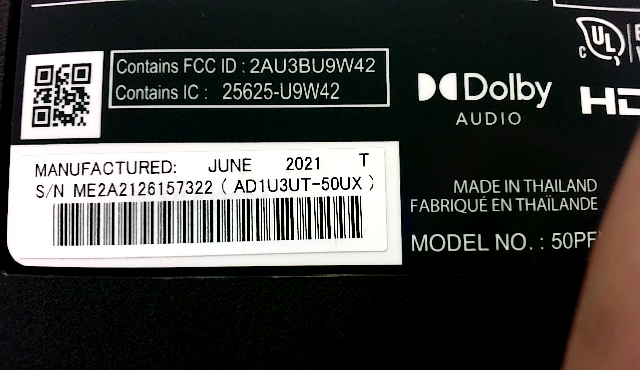 Contains FCC ID : 2AU3BU9W42
Contains IC : 25625-U9W42
Dolby
AUDIO
c UL
MANUFACTURED: JUNE 2021 T
S/N ME2A2126157322 ( AD1U3UT-50UX )
MADE IN THAILAND
FABRIQUÉ EN THAÏLANDE
MODEL NO. : 50PF